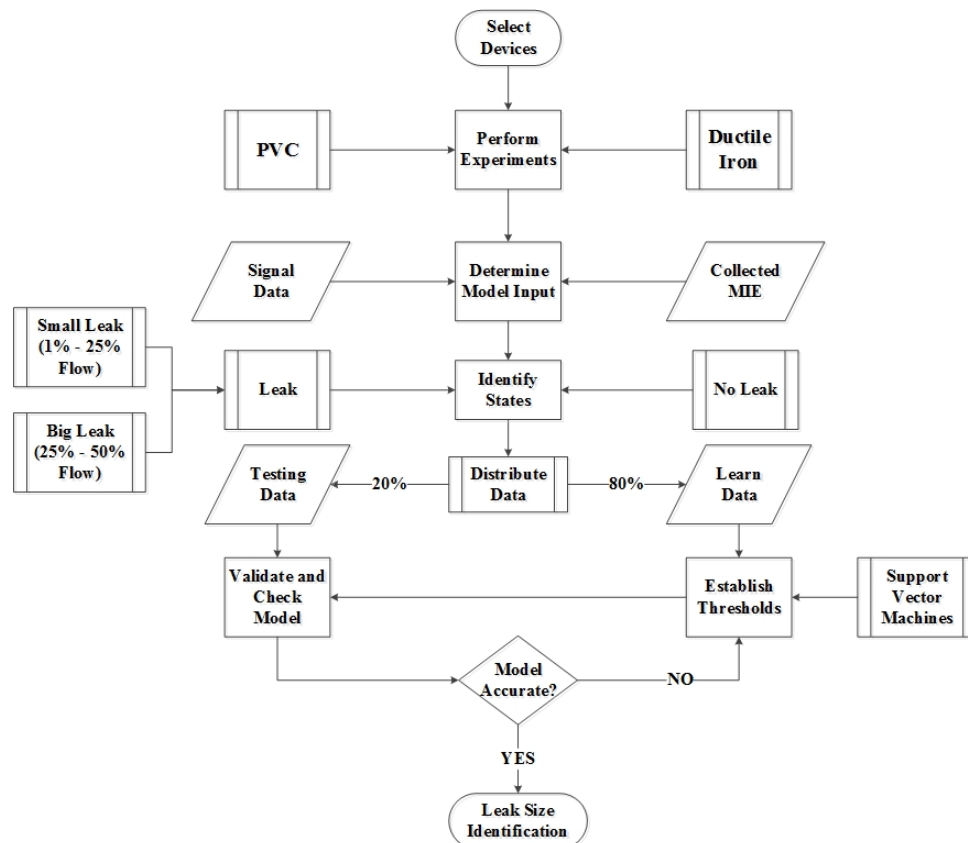 Select
Devices
PVC
Perform
Experiments
Ductile
Iron
Signal
Data
Determine
Model Input
Collected
MIE
Small Leak
(1% - 25%
Flow)
Leak
Identify
States
No Leak
Big Leak
(25% - 50%
Flow)
Testing
Data
20%
Distribute
Data
80%
Learn
Data
Validate and
Check
Model
Establish
Thresholds
Support
Vector
Machines
Model
Accurate?
NO
YES
Leak Size
Identification